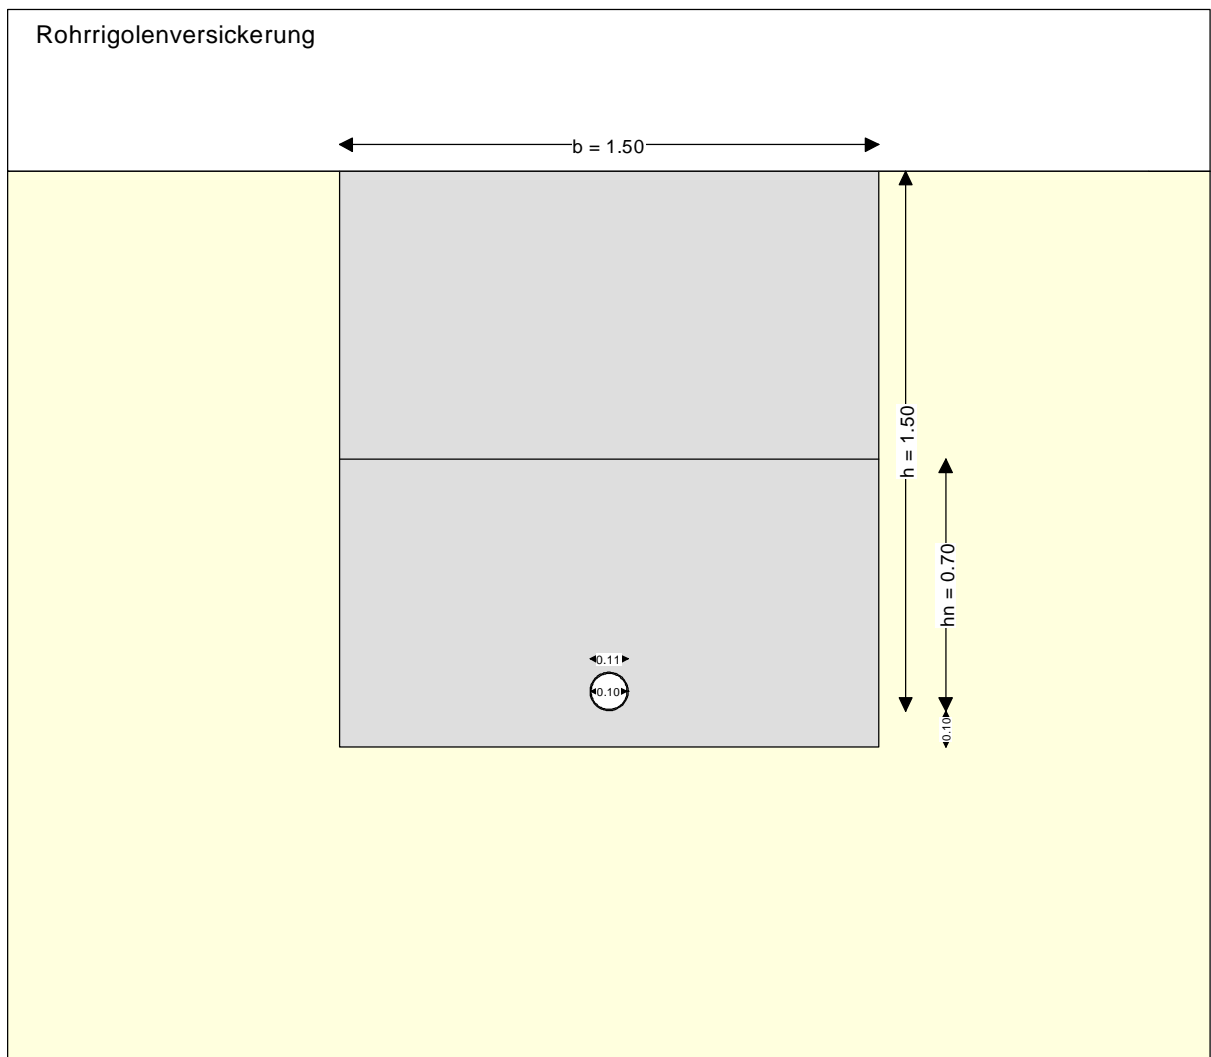 Rohrrigolenversickerung
b = 1.50
h = 1.50
hn = 0.70
0.11
0.10
0.10